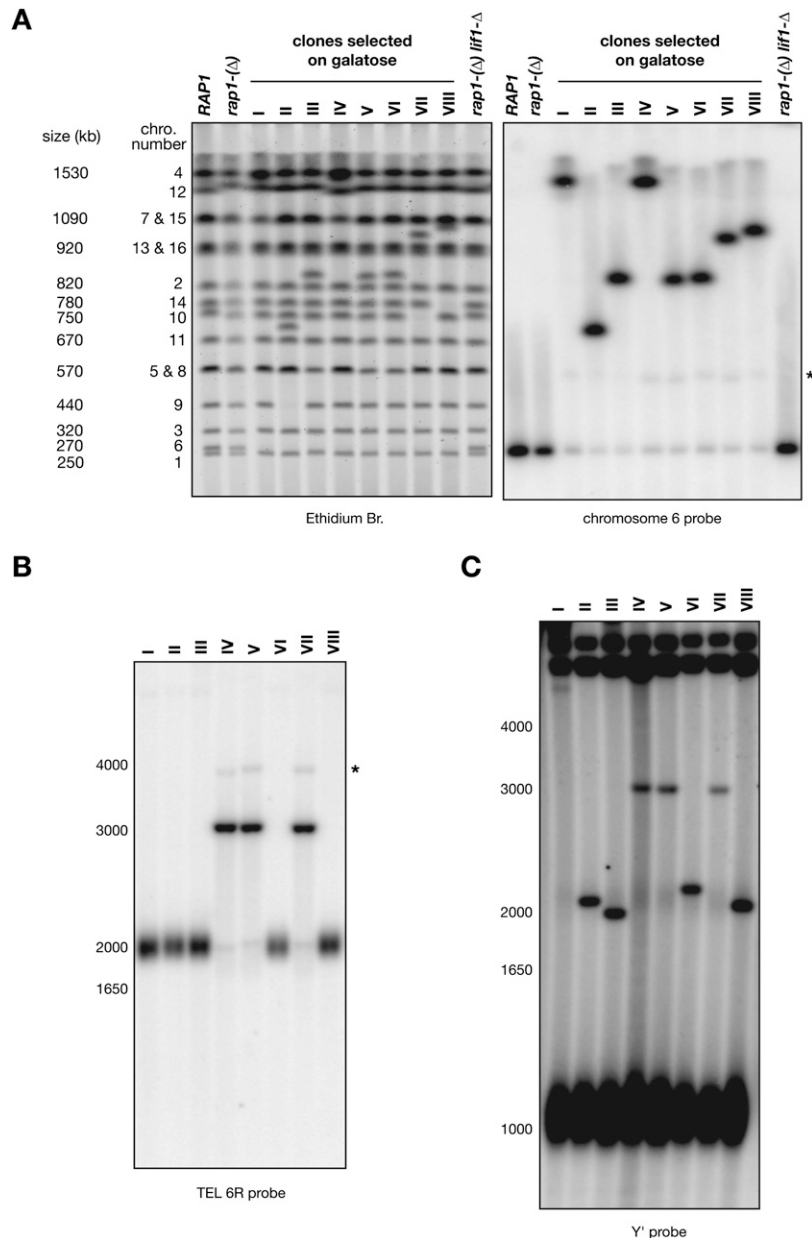 A
clones selected
on galatose
RAP1
rap1-(Δ)
I
II
III
IV
V
VI
VII
VIII
rap1-(Δ) lif1-Δ
clones selected
on galatose
RAP1
rap1-(Δ)
I
II
III
IV
V
VI
VII
VIII
rap1-(Δ) lif1-Δ
size (kb)
chro.
number
1530 4
12
1090 7 & 15
920 13 & 16
820 2
780 14
750 10
670 11
570 5 & 8
*
440 9
320 3
270 6
250 1
Ethidium Br.
chromosome 6 probe
B
I
II
III
IV
V
VI
VII
VIII
4000
*
3000
2000
1650
TEL 6R probe
C
I
II
III
IV
V
VI
VII
VIII
4000
3000
2000
1650
1000
Y' probe